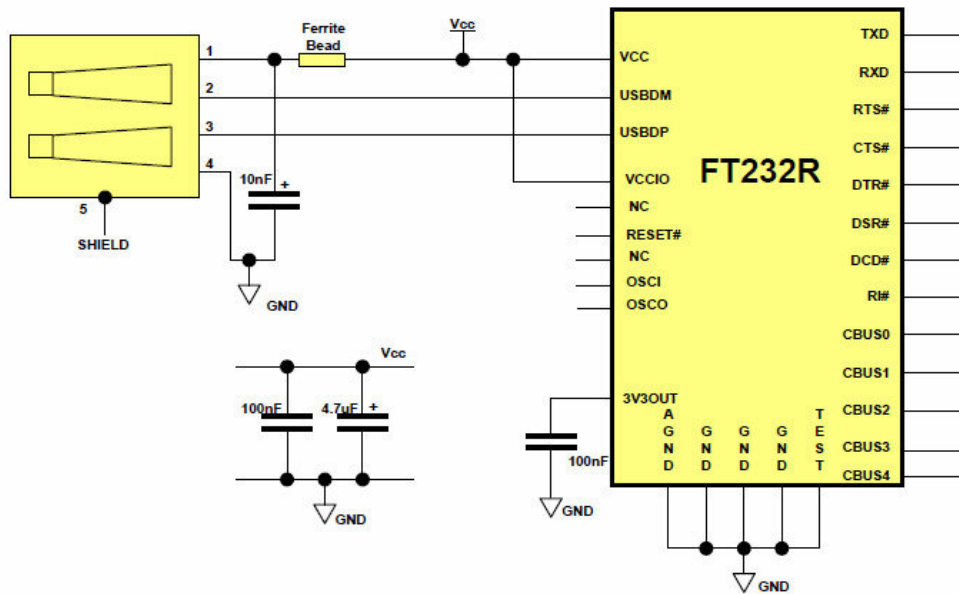 Ferrite
Bead
Vcc
1
2
3
4
5
SHIELD
10nF
+
GND
Vcc
100nF
4.7uF
+
GND
VCC
USBDM
USBDP
VCCIO
NC
RESET#
NC
OSCI
OSCO
3V3OUT
100nF
GND
FT232R
TXD
RXD
RTS#
CTS#
DTR#
DSR#
DCD#
RI#
CBUS0
CBUS1
CBUS2
CBUS3
CBUS4
AGND
GND
GND
GND
TEST
GND